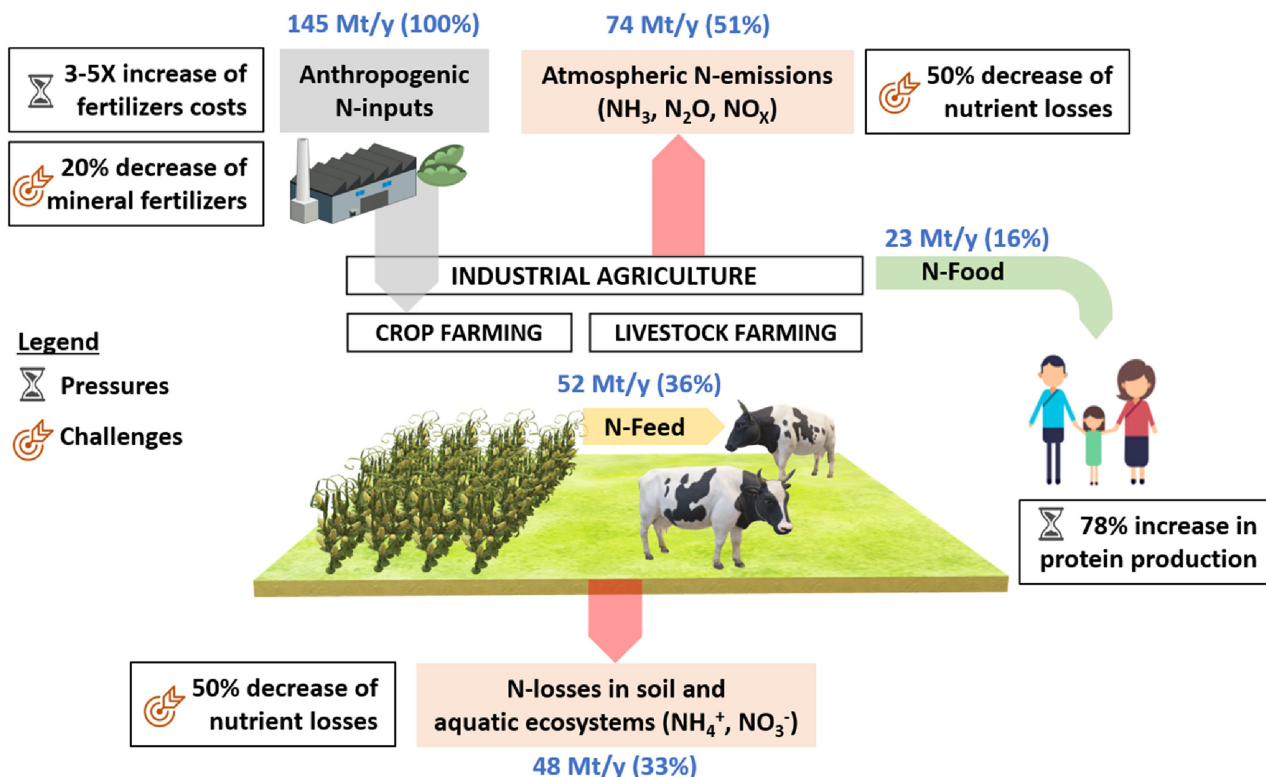 145 Mt/y (100%)
74 Mt/y (51%)
3-5X increase of
fertilizers costs
Anthropogenic
N-inputs
Atmospheric N-emissions
(NH₃, N₂O, NOₓ)
50% decrease of
nutrient losses
20% decrease of
mineral fertilizers
23 Mt/y (16%)
N-Food
INDUSTRIAL AGRICULTURE
CROP FARMING
LIVESTOCK FARMING
Legend
Pressures
Challenges
52 Mt/y (36%)
N-Feed
78% increase in
protein production
50% decrease of
nutrient losses
N-losses in soil and
aquatic ecosystems (NH₄⁺, NO₃⁻)
48 Mt/y (33%)